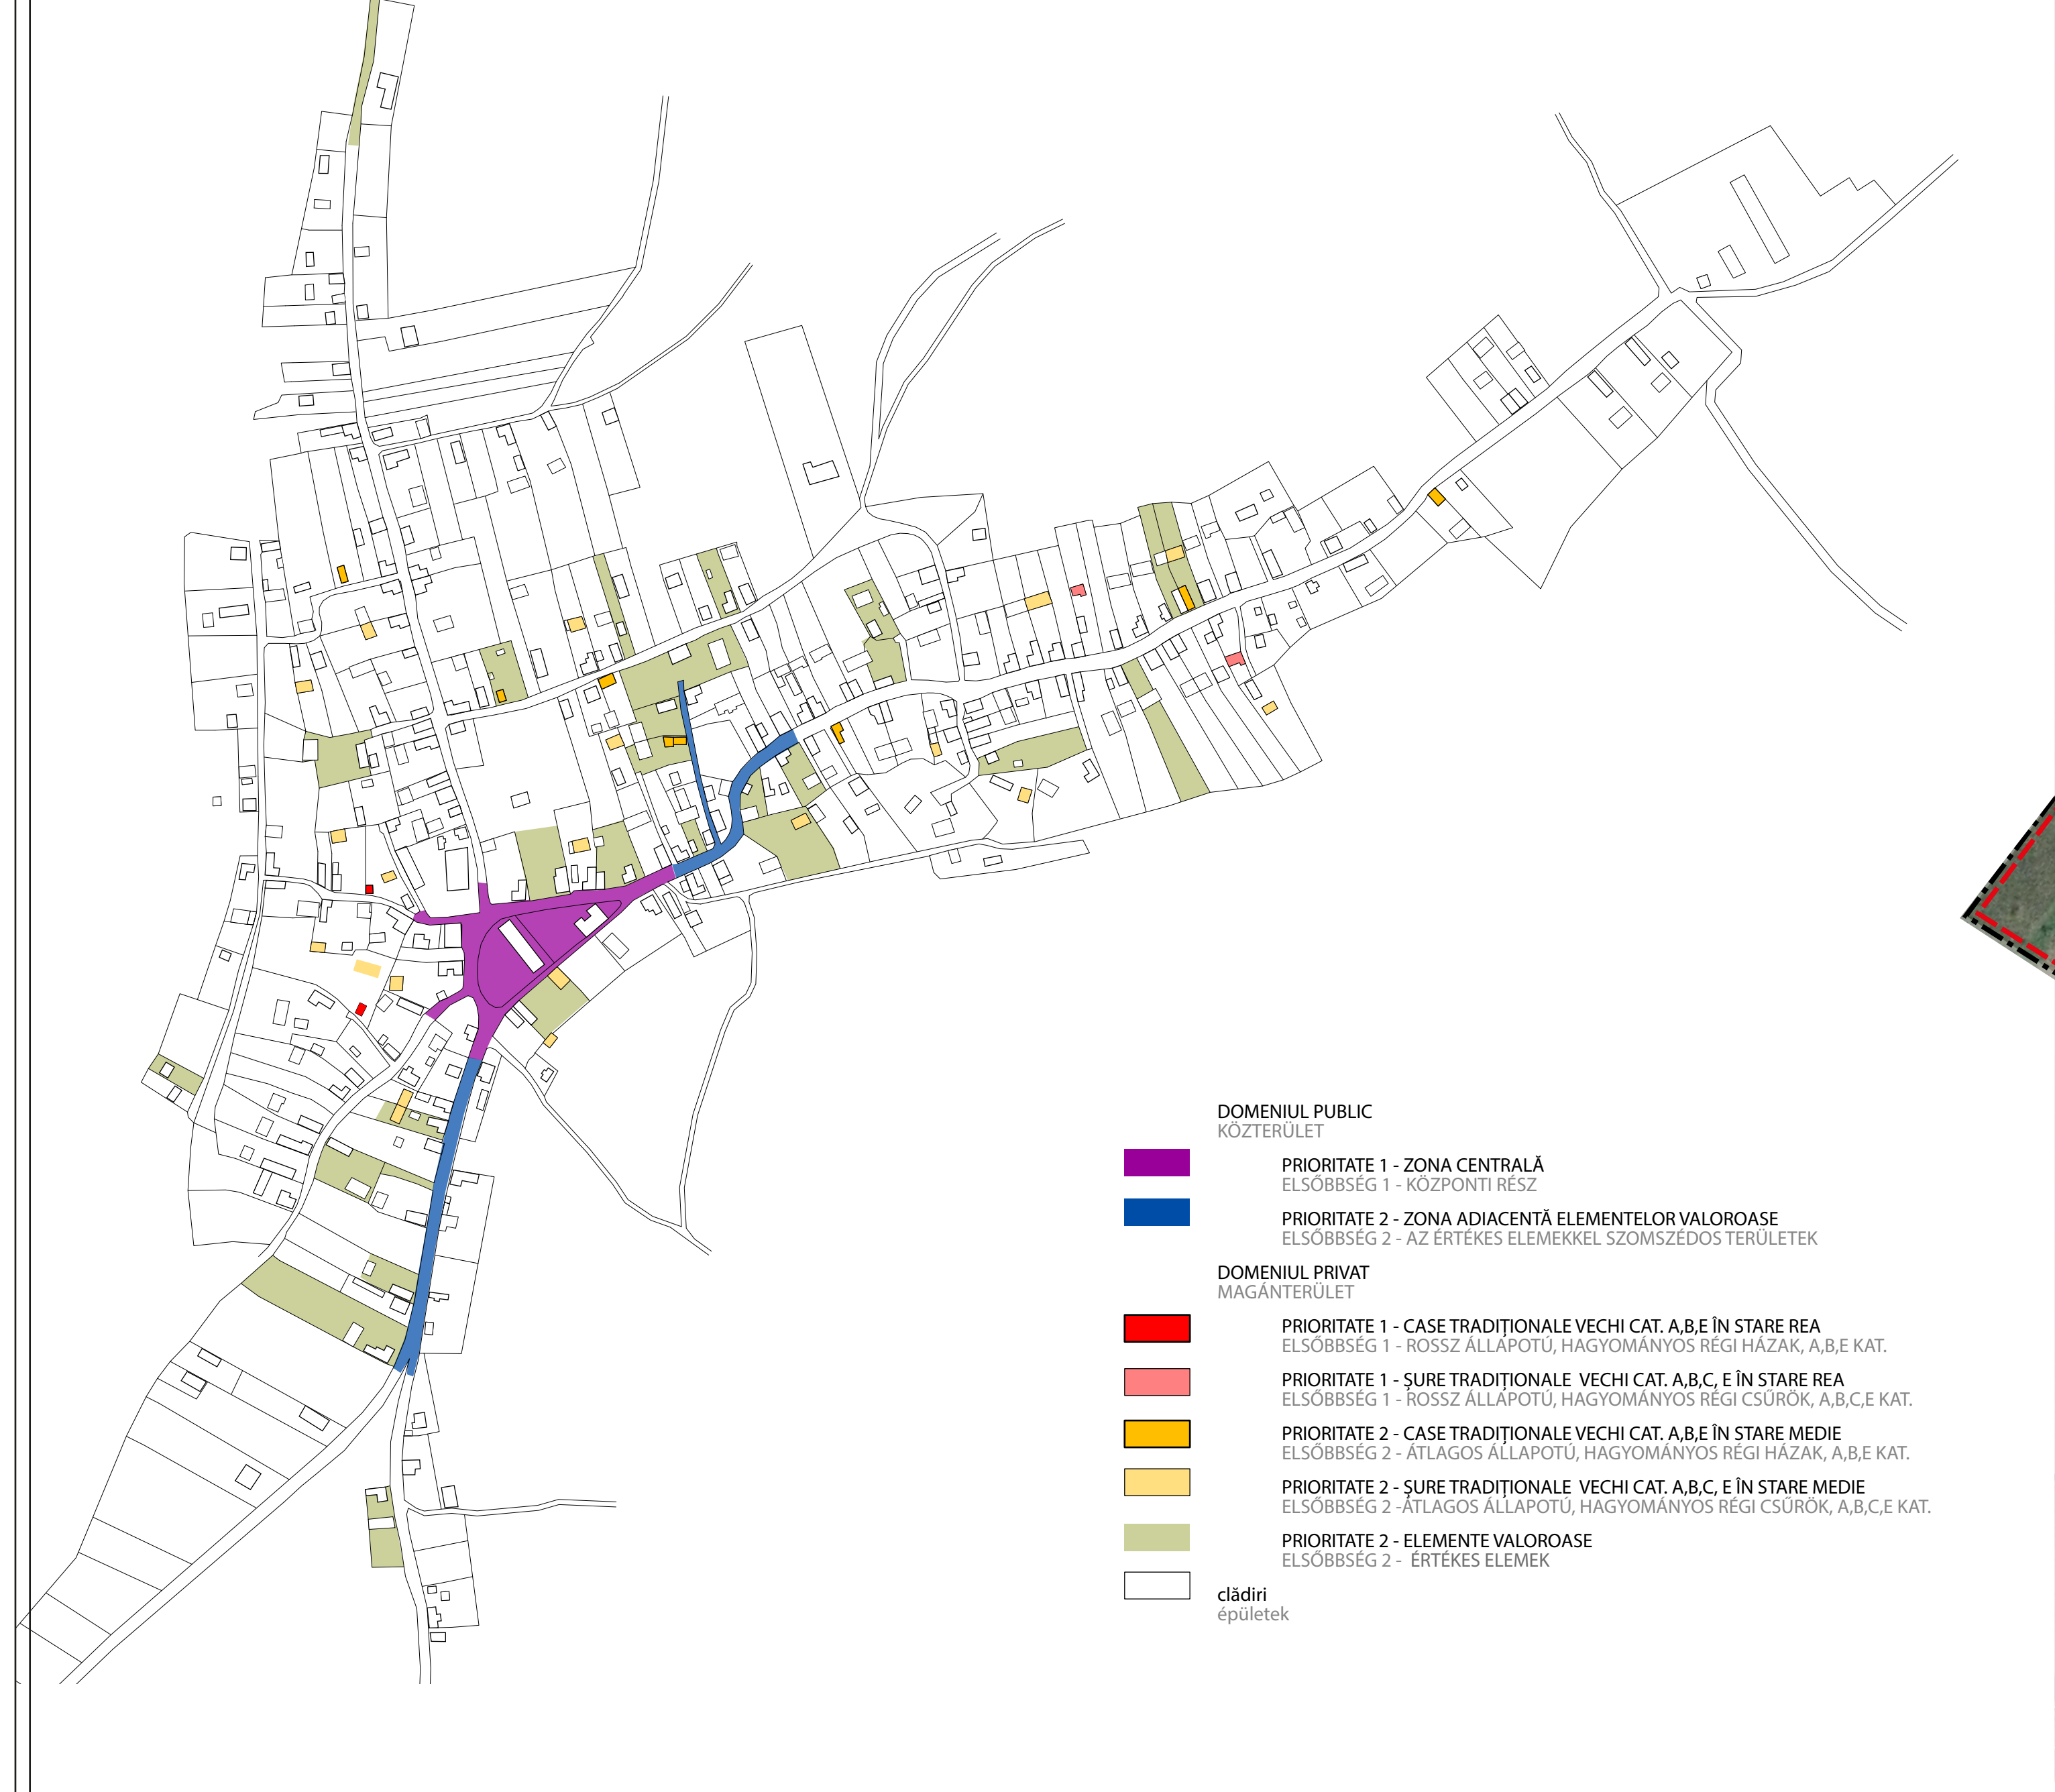 DOMENIUL PUBLIC
KÖZTERÜLET
PRIORITATE 1 - ZONA CENTRALĂ
ELSŐBBSÉG 1 - KÖZPONTI RÉSZ
PRIORITATE 2 - ZONA ADIACENTĂ ELEMENTELOR VALOROASE
ELSŐBBSÉG 2 - AZ ÉRTÉKES ELEMEKKEL SZOMSZÉDOS TERÜLETEK
DOMENIUL PRIVAT
MAGÁNTERÜLET
PRIORITATE 1 - CASE TRADIȚIONALE VECHI CAT. A,B,E ÎN STARE REA
ELSŐBBSÉG 1 - ROSSZ ÁLLAPOTÚ, HAGYOMÁNYOS RÉGI HÁZAK, A,B,E KAT.
PRIORITATE 1 - ȘURE TRADIȚIONALE VECHI CAT. A,B,C, E ÎN STARE REA
ELSŐBBSÉG 1 - ROSSZ ÁLLAPOTÚ, HAGYOMÁNYOS RÉGI CSŰRÖK, A,B,C,E KAT.
PRIORITATE 2 - CASE TRADIȚIONALE VECHI CAT. A,B,E ÎN STARE MEDIE
ELSŐBBSÉG 2 - ÁTLAGOS ÁLLAPOTÚ, HAGYOMÁNYOS RÉGI HÁZAK, A,B,E KAT.
PRIORITATE 2 - ȘURE TRADIȚIONALE VECHI CAT. A,B,C, E ÎN STARE MEDIE
ELSŐBBSÉG 2 -ÁTLAGOS ÁLLAPOTÚ, HAGYOMÁNYOS RÉGI CSŰRÖK, A,B,C,E KAT.
PRIORITATE 2 - ELEMENTE VALOROASE
ELSŐBBSÉG 2 - ÉRTÉKES ELEMEK
clădiri
épületek